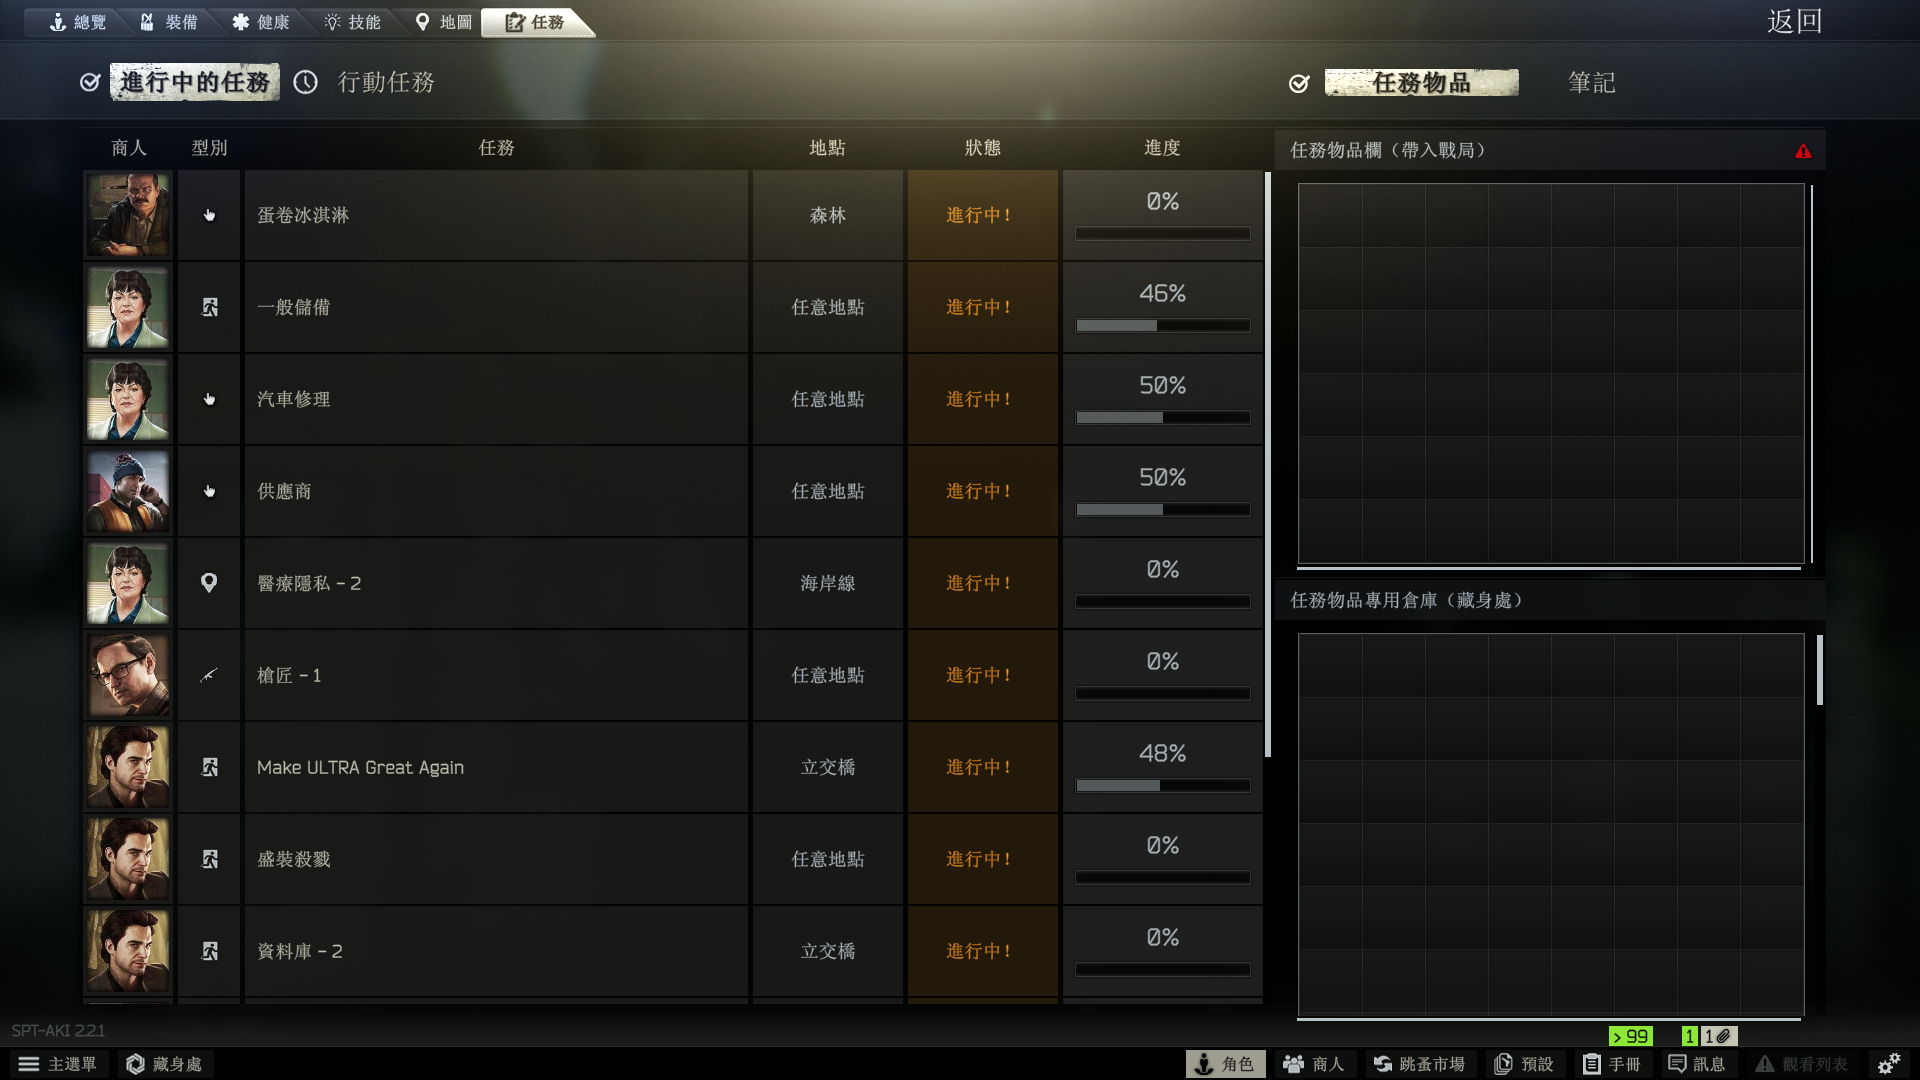 總覽 裝備 健康 技能 地圖 任務 返回
進行中的任務 行動任務 任務物品 筆記
商人 型別 任務 地點 狀態 進度
任務物品欄（帶入戰局）
蛋卷冰淇淋 森林 進行中! 0%
一般儲備 任意地點 進行中! 46%
汽車修理 任意地點 進行中! 50%
供應商 任意地點 進行中! 50%
醫療隱私 - 2 海岸線 進行中! 0%
任務物品專用倉庫（藏身處）
槍匠 - 1 任意地點 進行中! 0%
Make ULTRA Great Again 立交橋 進行中! 48%
盛裝殺戮 任意地點 進行中! 0%
資料庫 - 2 立交橋 進行中! 0%
SPT-AKI 2.2.1
>99 1 1
主選單 藏身處 角色 商人 跳蚤市場 預設 手冊 訊息 觀看列表